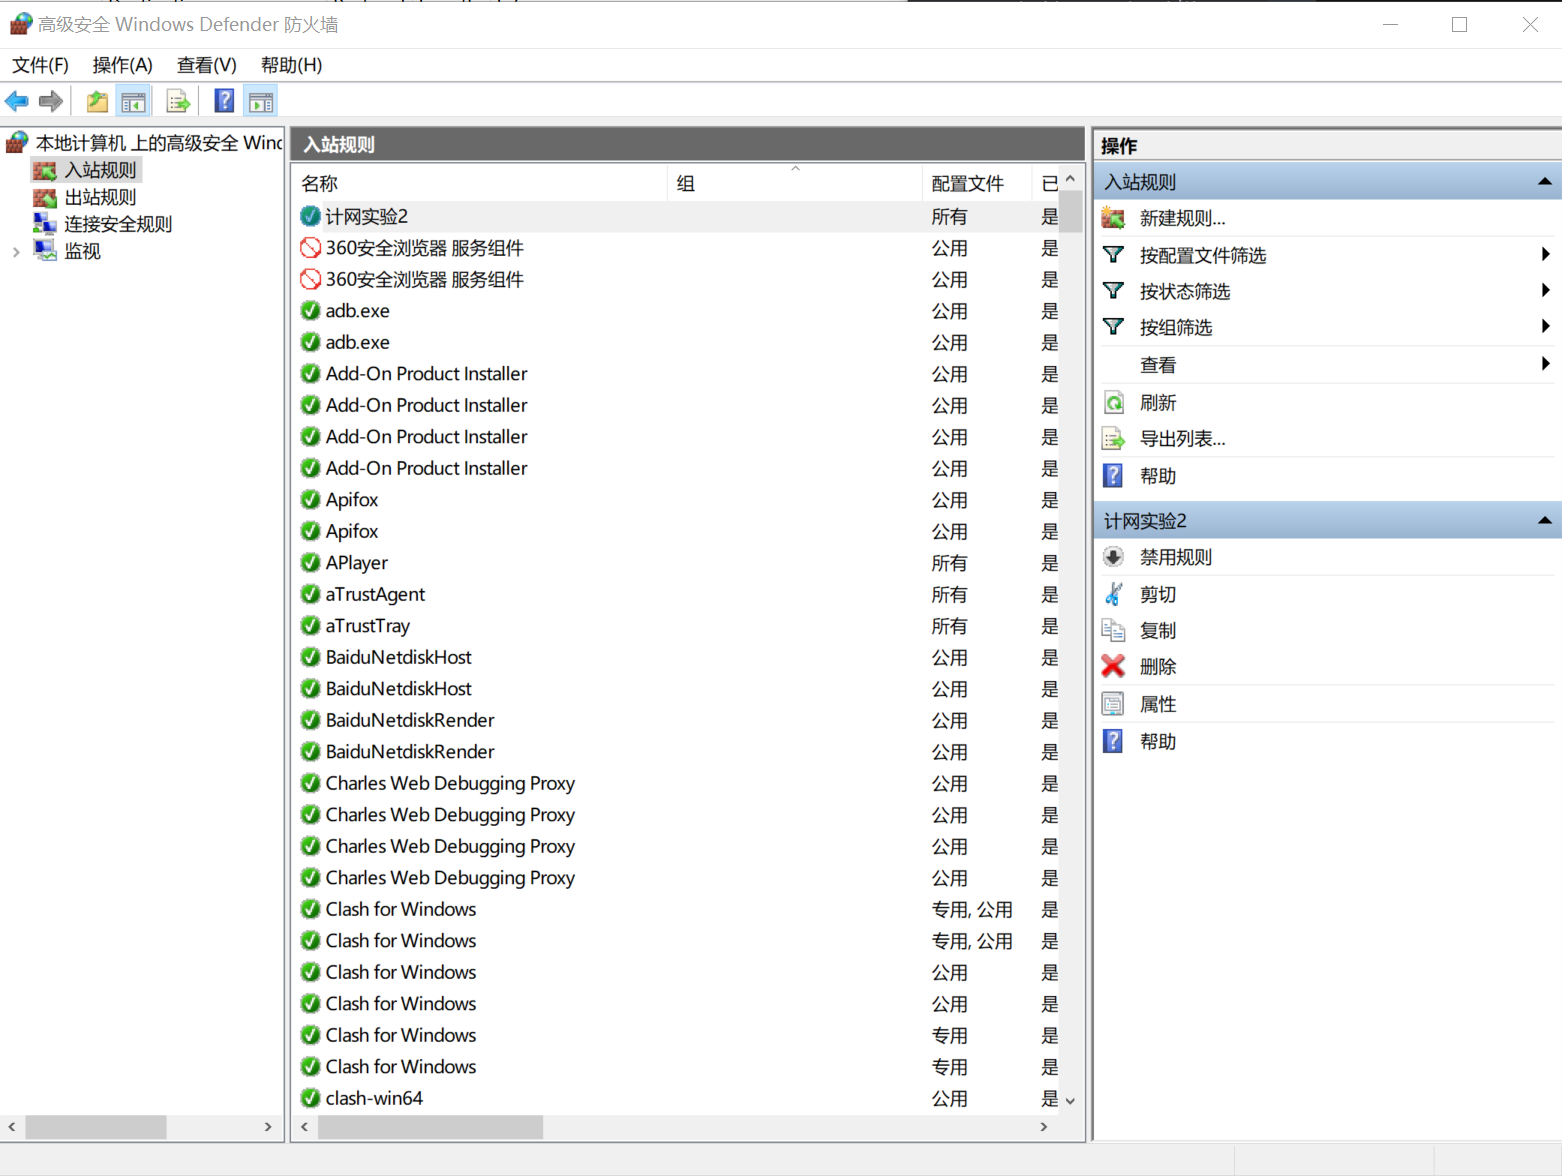 高级安全 Windows Defender 防火墙
文件(F) 操作(A) 查看(V) 帮助(H)
本地计算机 上的高级安全 Winc
入站规则
出站规则
连接安全规则
监视
入站规则
名称 组 配置文件 已
计网实验2 所有 是
360安全浏览器 服务组件 公用 是
360安全浏览器 服务组件 公用 是
adb.exe 公用 是
adb.exe 公用 是
Add-On Product Installer 公用 是
Add-On Product Installer 公用 是
Add-On Product Installer 公用 是
Add-On Product Installer 公用 是
Apifox 公用 是
Apifox 公用 是
APlayer 所有 是
aTrustAgent 所有 是
aTrustTray 所有 是
BaiduNetdiskHost 公用 是
BaiduNetdiskHost 公用 是
BaiduNetdiskRender 公用 是
BaiduNetdiskRender 公用 是
Charles Web Debugging Proxy 公用 是
Charles Web Debugging Proxy 公用 是
Charles Web Debugging Proxy 公用 是
Charles Web Debugging Proxy 公用 是
Clash for Windows 专用, 公用 是
Clash for Windows 专用, 公用 是
Clash for Windows 公用 是
Clash for Windows 公用 是
Clash for Windows 专用 是
Clash for Windows 专用 是
clash-win64 公用 是
操作
入站规则
新建规则...
按配置文件筛选
按状态筛选
按组筛选
查看
刷新
导出列表...
帮助
计网实验2
禁用规则
剪切
复制
删除
属性
帮助